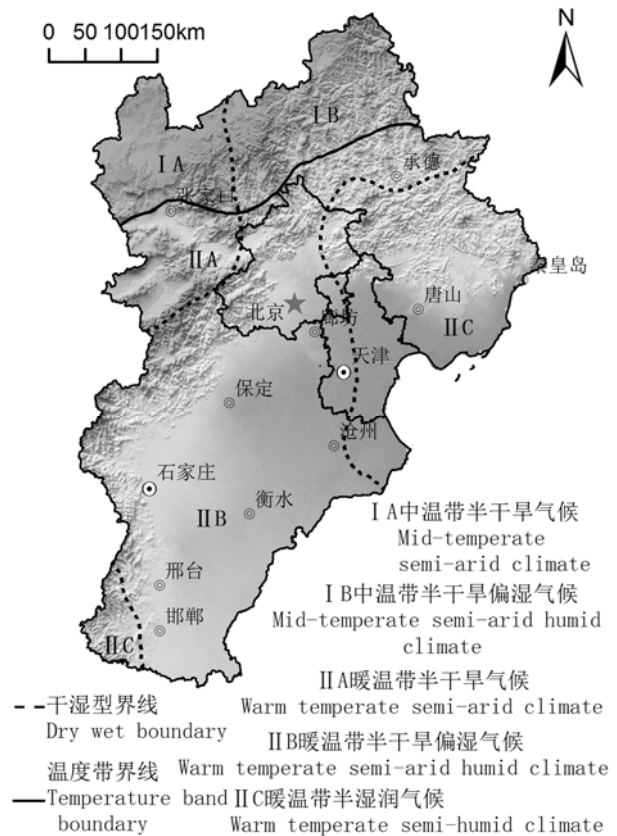 N
0 50 100150km
ⅠB
ⅠA
承德
张家口
ⅡA
秦皇岛
唐山
北京
廊坊
ⅡC
天津
保定
沧州
石家庄
衡水
ⅡB
邢台
邯郸
ⅡC
ⅠA中温带半干旱气候
Mid-temperate
semi-arid climate
ⅠB中温带半干旱偏湿气候
Mid-temperate semi-arid humid
climate
ⅡA暖温带半干旱气候
Warm temperate semi-arid climate
ⅡB暖温带半干旱偏湿气候
Warm temperate semi-arid humid climate
ⅡC暖温带半湿润气候
Warm temperate semi-humid climate
干湿型界线
Dry wet boundary
温度带界线
Temperature band
boundary